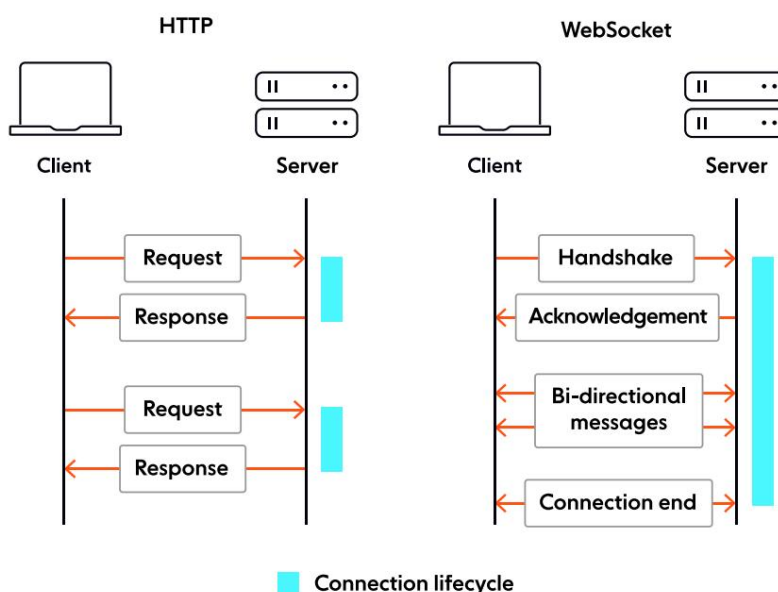 HTTP
WebSocket
Client
Server
Client
Server
Request
Response
Request
Response
Handshake
Acknowledgement
Bi-directional
messages
Connection end
Connection lifecycle